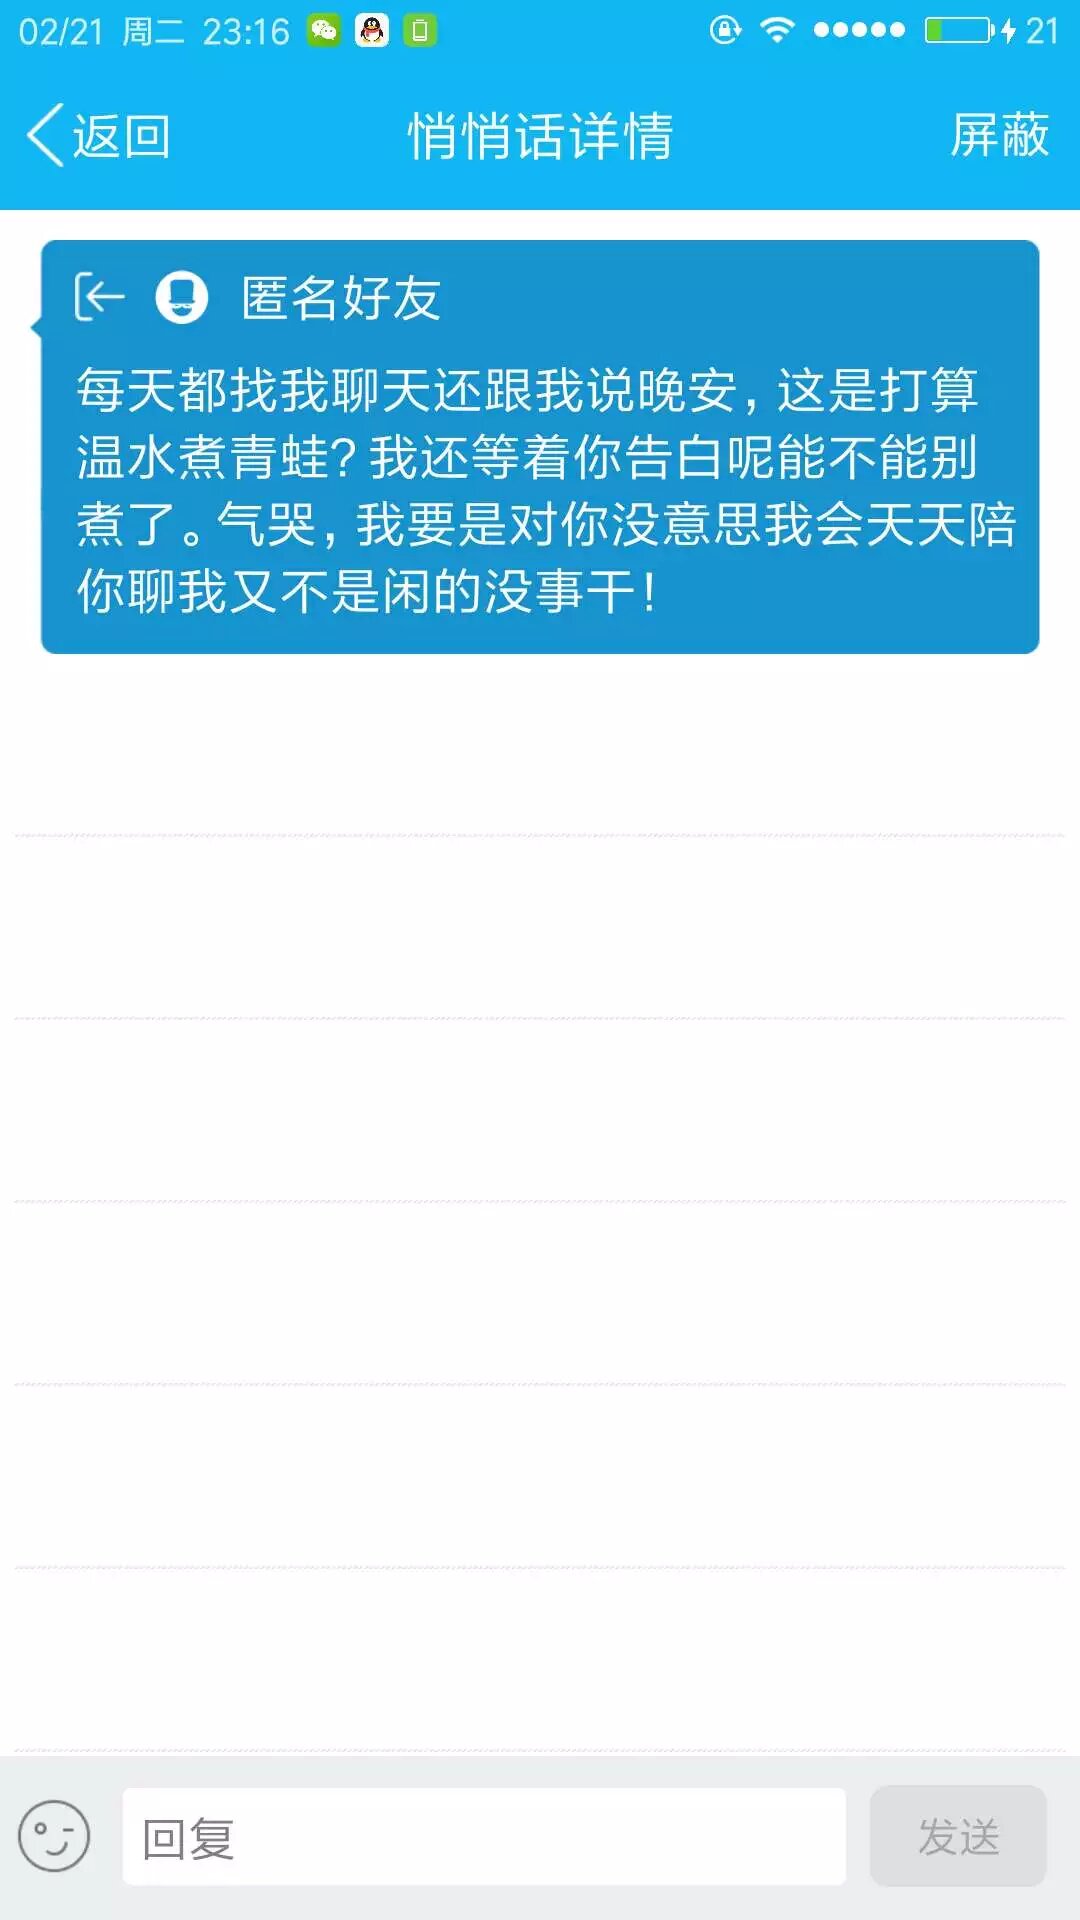 02/21 周二 23:16 21
返回 悄悄话详情 屏蔽
匿名好友
每天都找我聊天还跟我说晚安，这是打算
温水煮青蛙？我还等着你告白呢能不能别
煮了。气哭，我要是对你没意思我会天天陪
你聊我又不是闲的没事干！
回复 发送